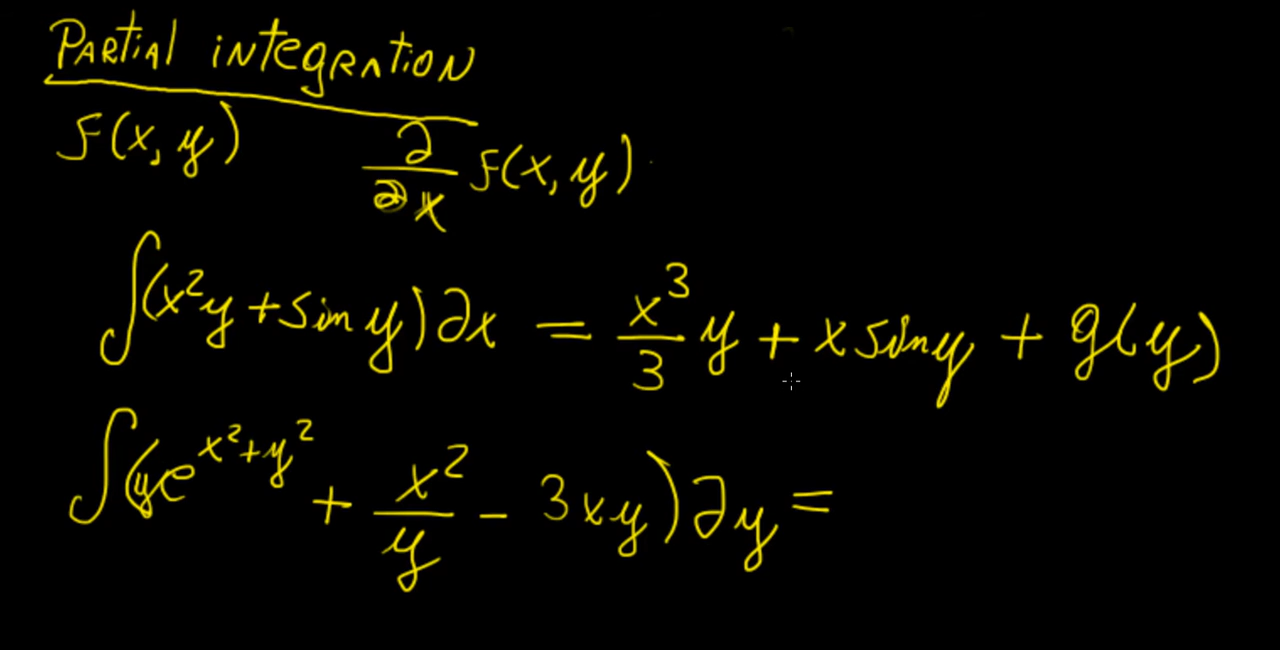 Partial integration
f(x, y) ∂/∂x f(x, y)
∫(x²y + sin y) ∂x = x³/3 y + x sin y + g(y)
∫(ye^(x²+y²) + x²/y - 3xy) ∂y =